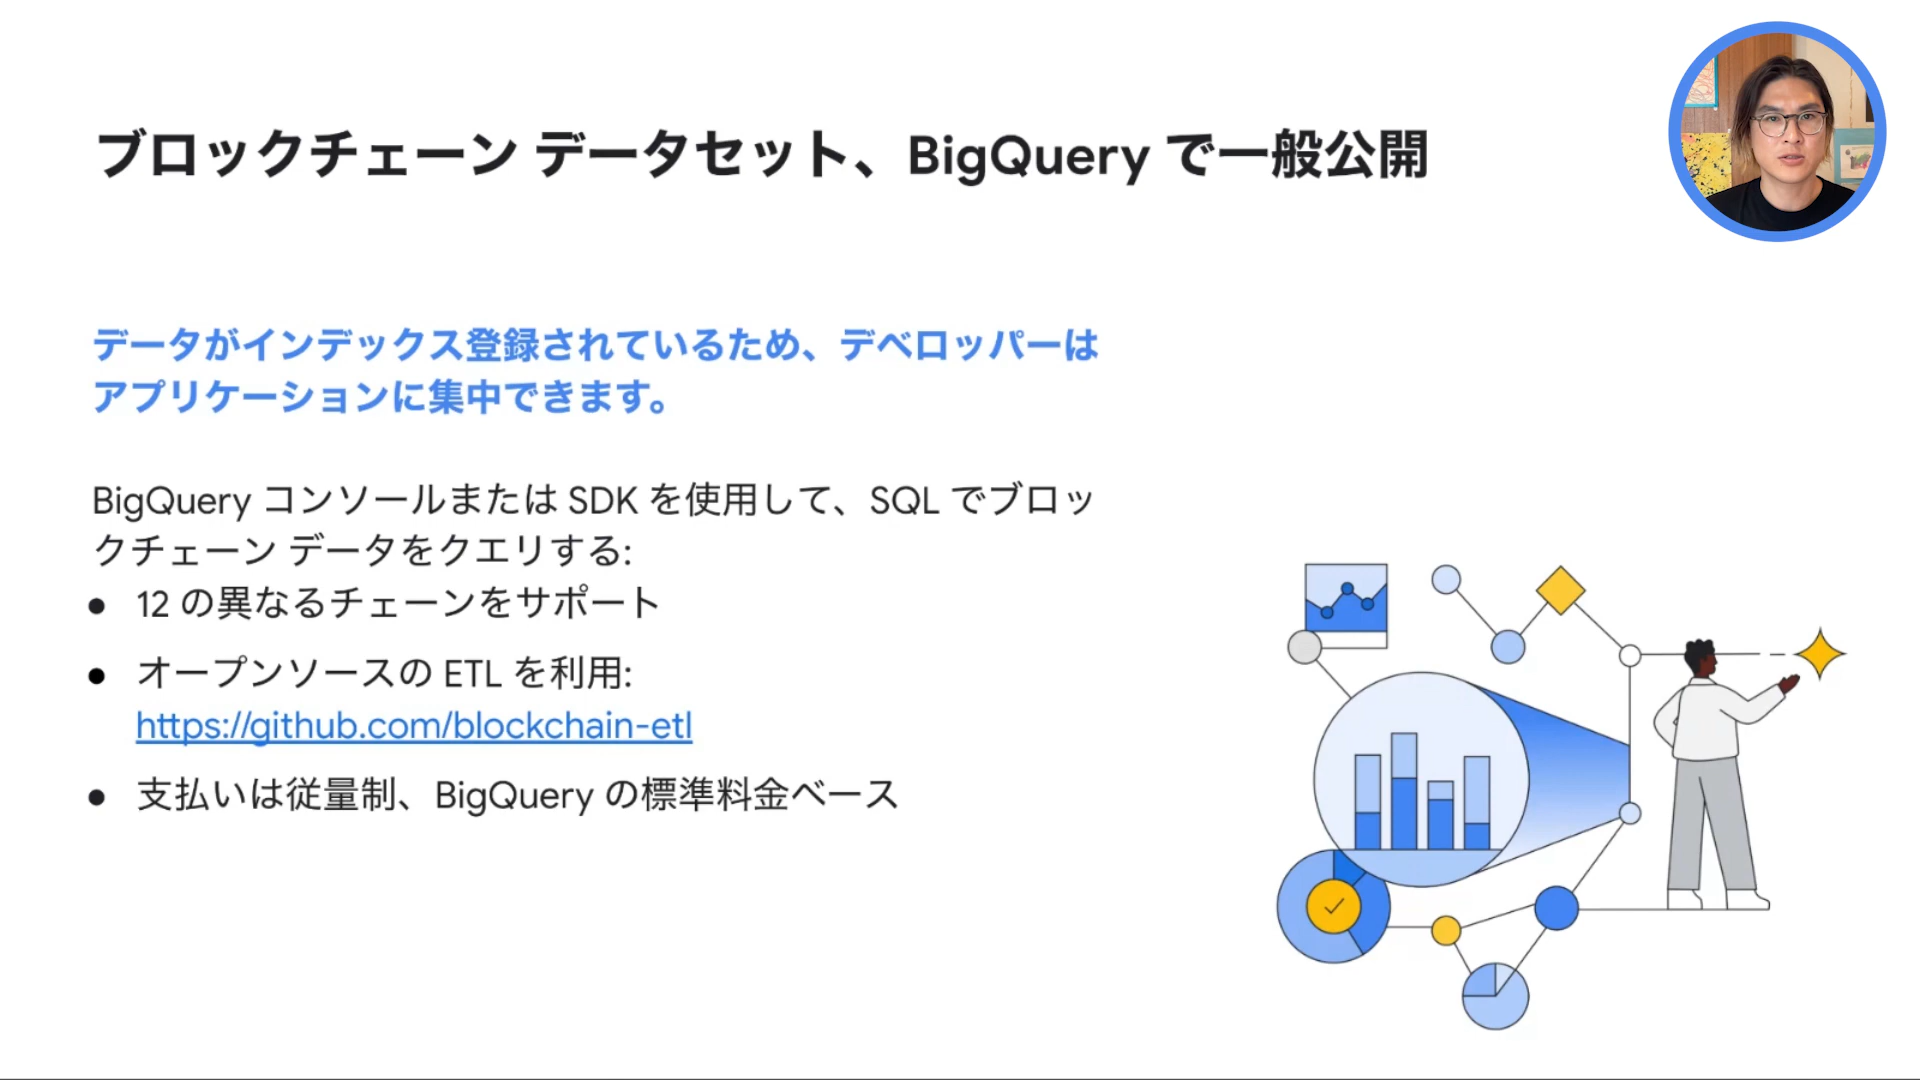 ブロックチェーン データセット、BigQuery で一般公開
データがインデックス登録されているため、デベロッパーは
アプリケーションに集中できます。
BigQuery コンソールまたは SDK を使用して、SQL でブロッ
クチェーン データをクエリする:
● 12 の異なるチェーンをサポート
● オープンソースの ETL を利用:
https://github.com/blockchain-etl
● 支払いは従量制、BigQuery の標準料金ベース